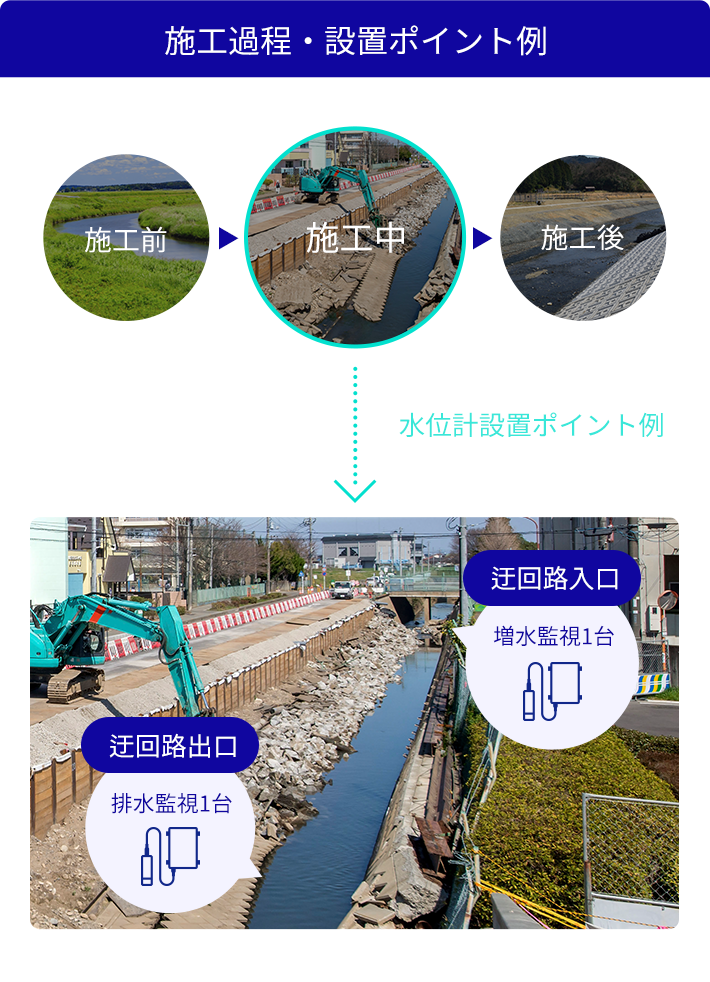 施工過程・設置ポイント例
施工前
施工中
施工後
水位計設置ポイント例
迂回路入口
増水監視1台
迂回路出口
排水監視1台